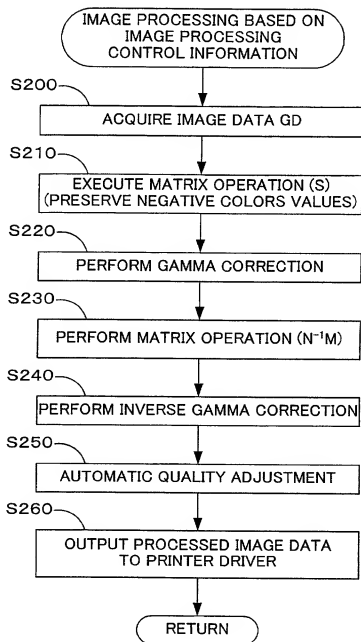 IMAGE PROCESSING BASED ON
IMAGE PROCESSING
CONTROL INFORMATION
S200
ACQUIRE IMAGE DATA GD
S210
EXECUTE MATRIX OPERATION (S)
(PRESERVE NEGATIVE COLORS VALUES)
S220
PERFORM GAMMA CORRECTION
S230
PERFORM MATRIX OPERATION (N⁻¹M)
S240
PERFORM INVERSE GAMMA CORRECTION
S250
AUTOMATIC QUALITY ADJUSTMENT
S260
OUTPUT PROCESSED IMAGE DATA
TO PRINTER DRIVER
RETURN